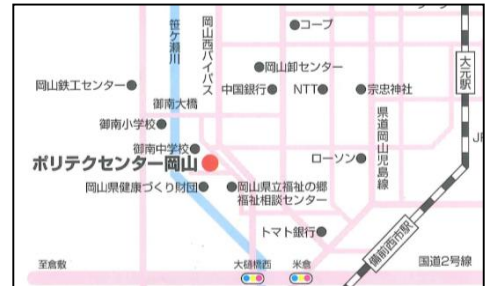 コープ
笹ケ瀬川
岡山西バイパス
岡山卸センター
大元駅
岡山鉄工センター
中国銀行
NTT
宗忠神社
御南大橋
御南小学校
県道岡山児島線
御南中学校
ポリテクセンター岡山
ローソン
岡山県健康づくり財団
岡山県立福祉の郷
福祉相談センター
トマト銀行
備前西市駅
至倉敷
大樋橋西
米倉
国道2号線